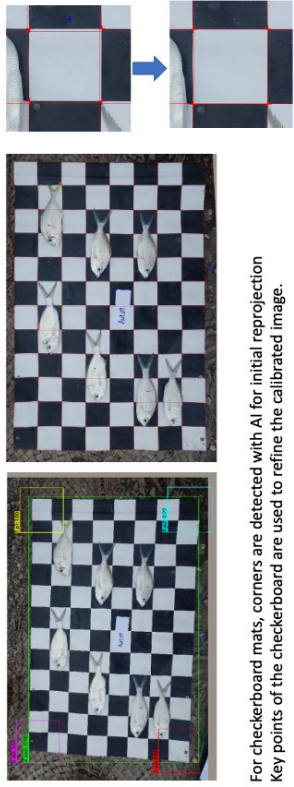 For checkerboard mats, corners are detected with AI for initial reprojection
Key points of the checkerboard are used to refine the calibrated image.